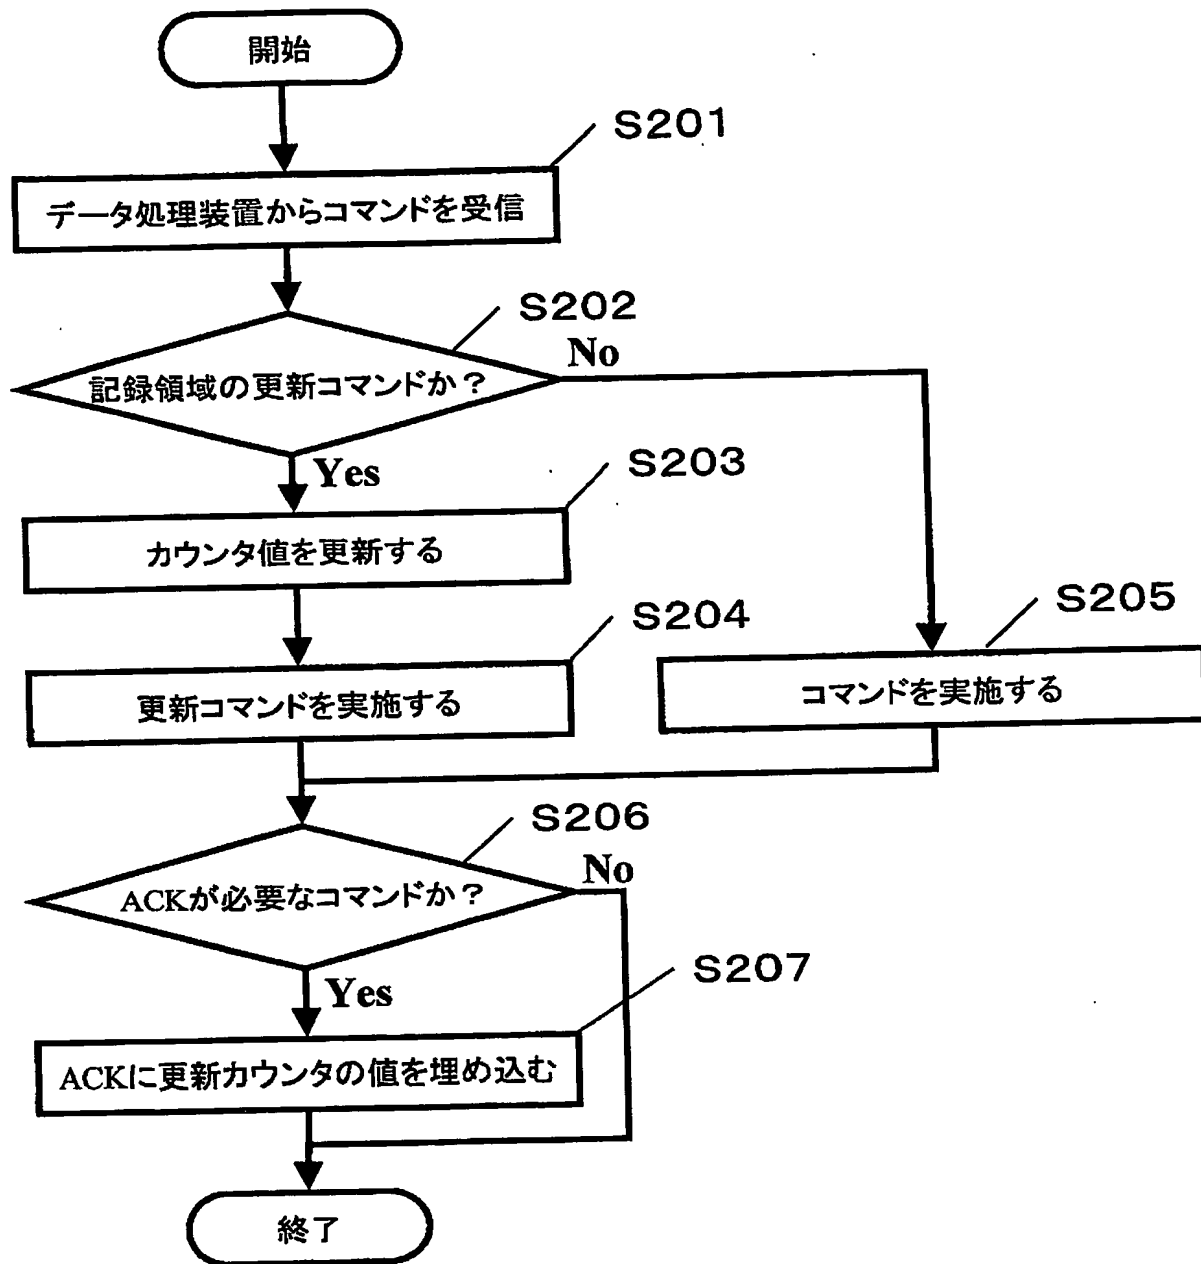 開始
S201
データ処理装置からコマンドを受信
S202
No
記録領域の更新コマンドか?
Yes
S203
カウンタ値を更新する
S204
更新コマンドを実施する
S205
コマンドを実施する
S206
No
ACKが必要なコマンドか?
Yes
S207
ACKに更新カウンタの値を埋め込む
終了